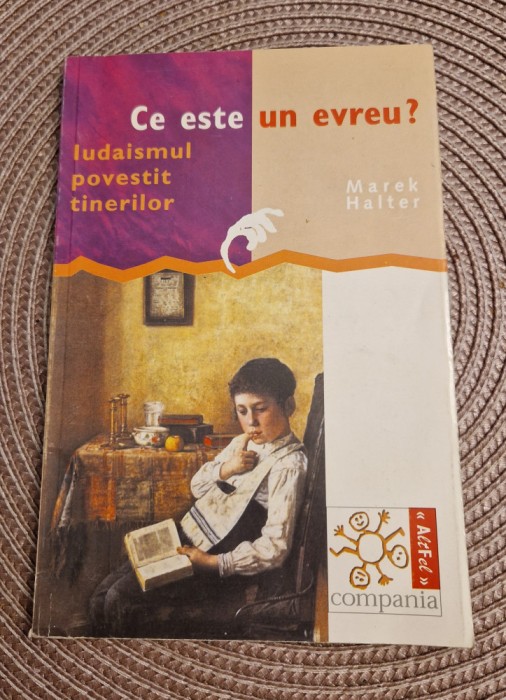 Ce este un evreu?
Iudaismul
povestit
tinerilor
Marek
Halter
« AltFel »
compania